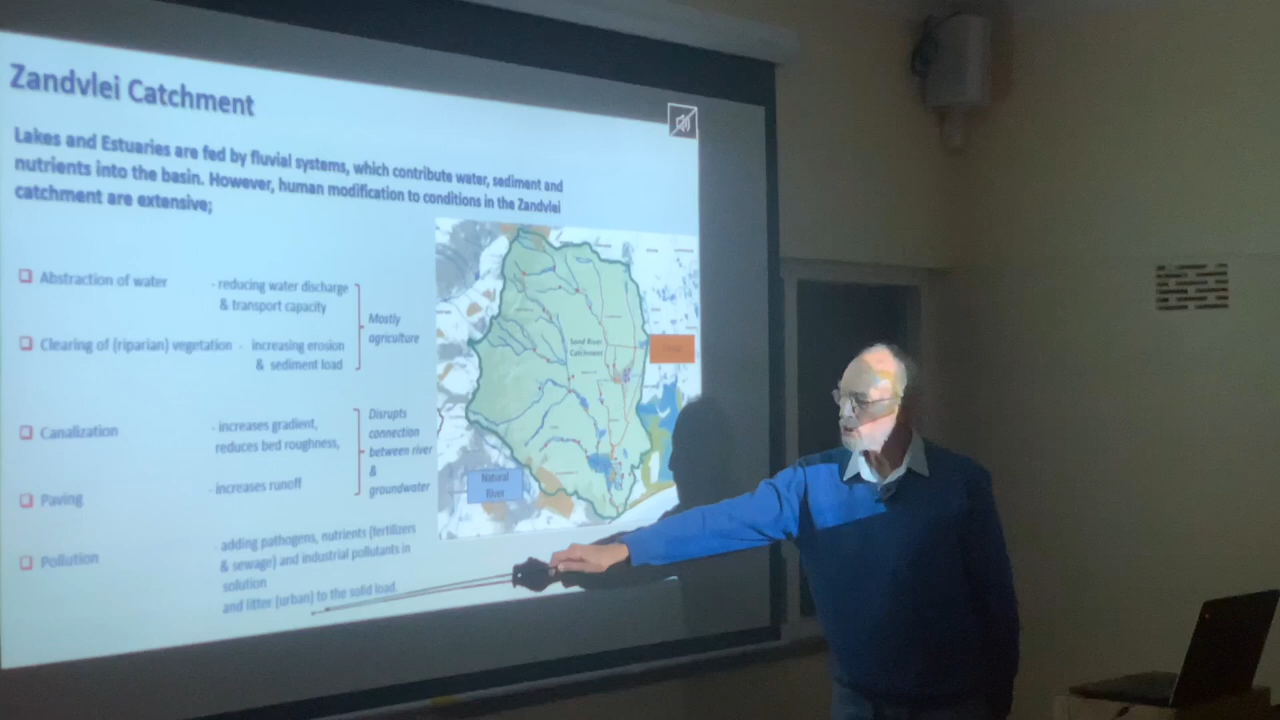 Zandvlei Catchment
Lakes and Estuaries are fed by fluvial systems, which contribute water, sediment and
nutrients into the basin. However, human modification to conditions in the Zandvlei
catchment are extensive;
Abstraction of water - reducing water discharge
& transport capacity
Mostly
agriculture
Clearing of (riparian) vegetation - increasing erosion
& sediment load
Canalization - increases gradient,
reduces bed roughness,
Disrupts
connection
between river
&
groundwater
Paving - increases runoff
Pollution - adding pathogens, nutrients (fertilizers
& sewage) and industrial pollutants in
solution
and litter (urban) to the solid load.
Sand River
Catchment
Natural
River